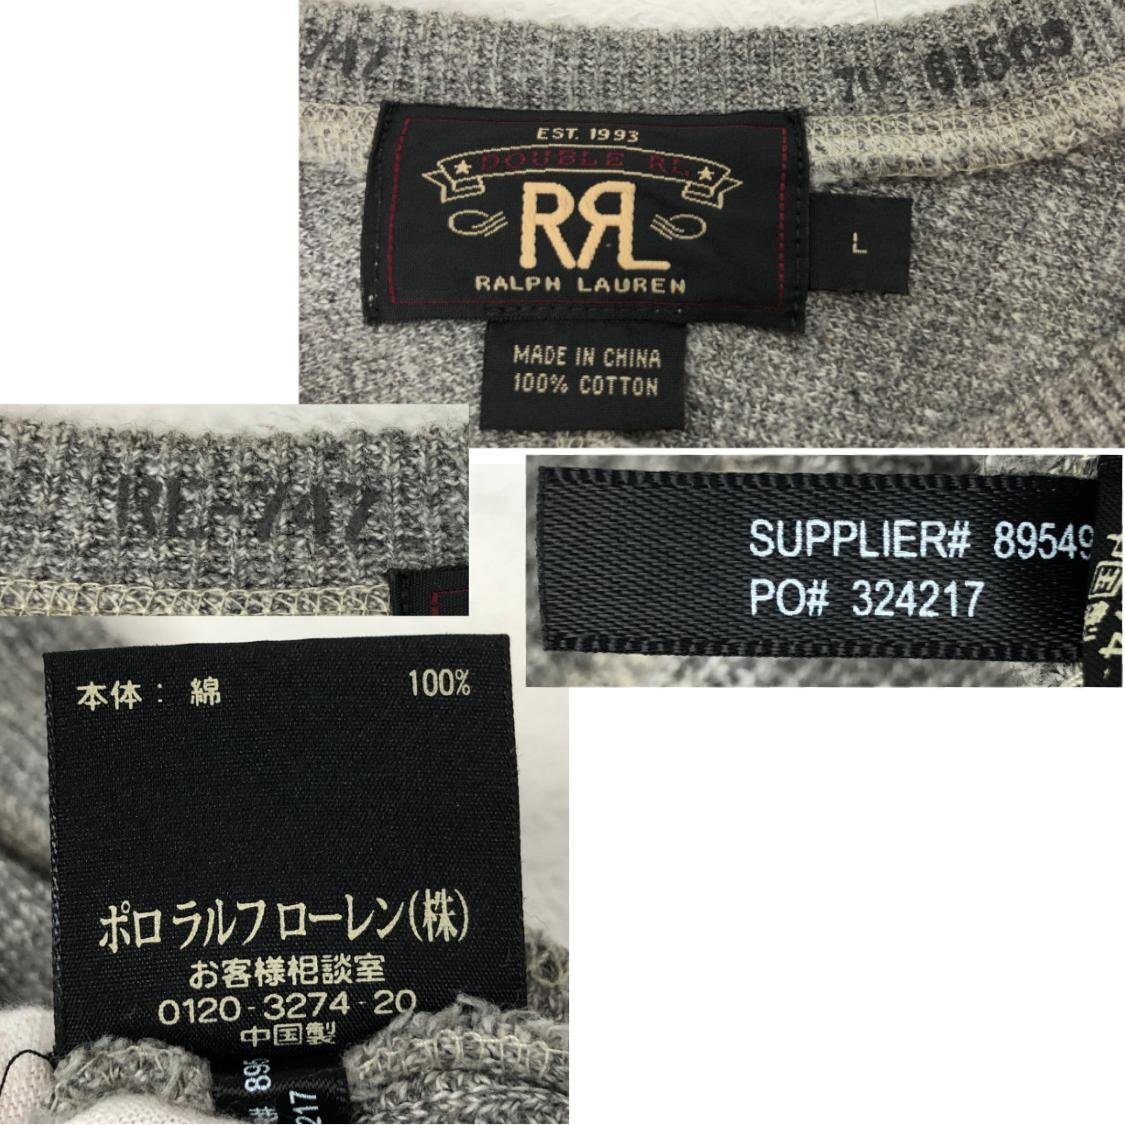 EST. 1993
DOUBLE RL
RRL
RALPH LAUREN
L
MADE IN CHINA
100% COTTON
RL-747
SUPPLIER# 89549
PO# 324217
本体: 綿 100%
ポロ ラルフ ローレン(株)
お客様相談室
0120-3274-20
中国製